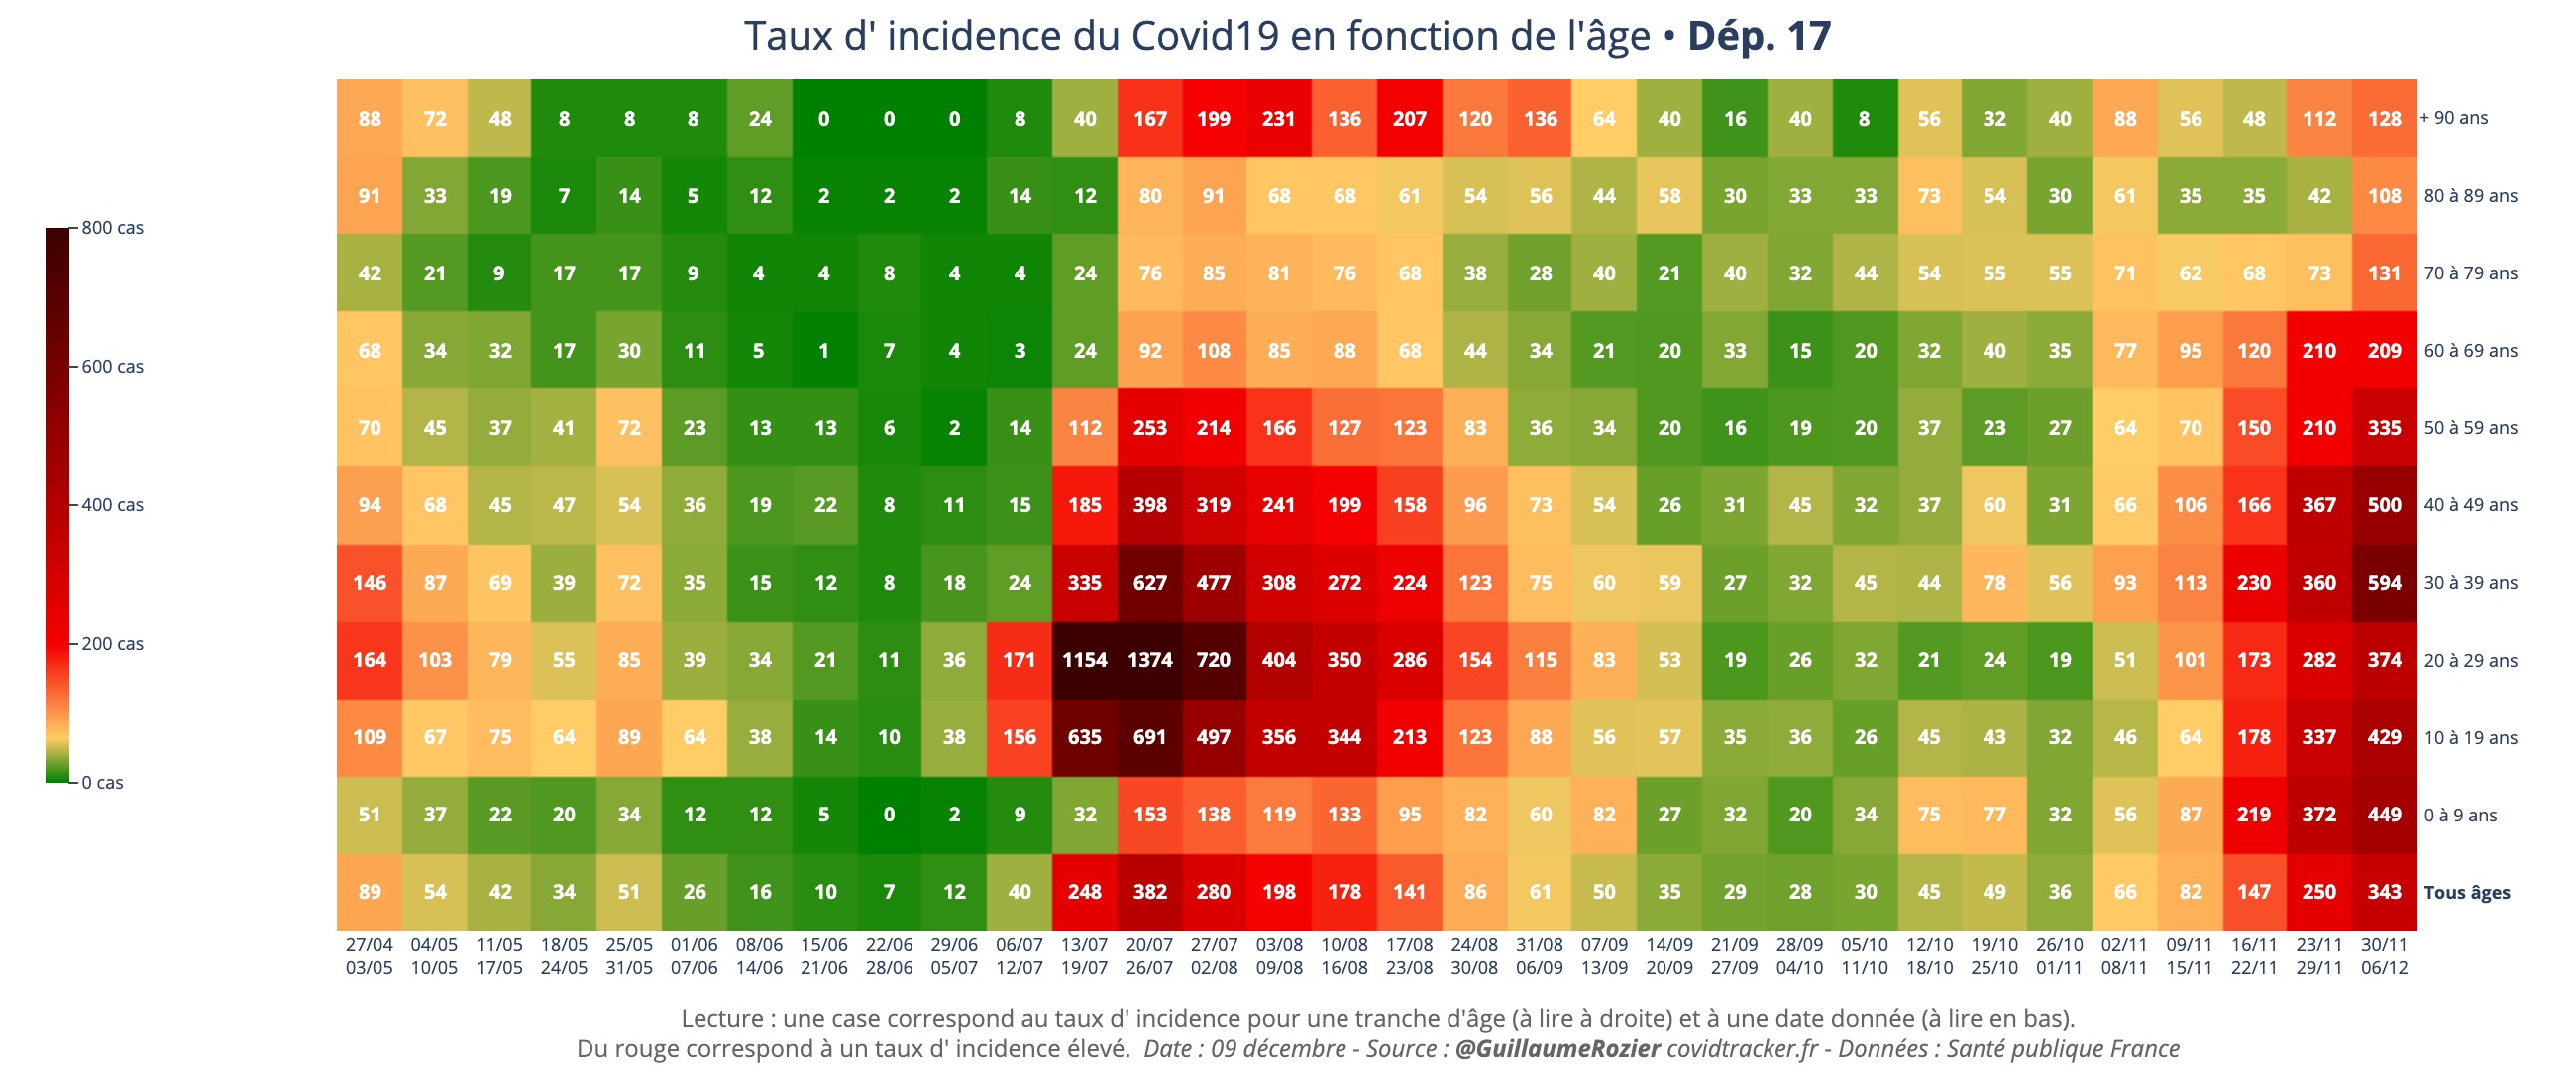 Taux d' incidence du Covid19 en fonction de l'âge • Dép. 17
88 72 48 8 8 8 24 0 0 0 8 40 167 199 231 136 207 120 136 64 40 16 40 8 56 32 40 88 56 48 112 128 + 90 ans
91 33 19 7 14 5 12 2 2 2 14 12 80 91 68 68 61 54 56 44 58 30 33 33 73 54 30 61 35 35 42 108 80 à 89 ans
800 cas
42 21 9 17 17 9 4 4 8 4 4 24 76 85 81 76 68 38 28 40 21 40 32 44 54 55 55 71 62 68 73 131 70 à 79 ans
68 34 32 17 30 11 5 1 7 4 3 24 92 108 85 88 68 44 34 21 20 33 15 20 32 40 35 77 95 120 210 209 60 à 69 ans
600 cas
70 45 37 41 72 23 13 13 6 2 14 112 253 214 166 127 123 83 36 34 20 16 19 20 37 23 27 64 70 150 210 335 50 à 59 ans
400 cas
94 68 45 47 54 36 19 22 8 11 15 185 398 319 241 199 158 96 73 54 26 31 45 32 37 60 31 66 106 166 367 500 40 à 49 ans
146 87 69 39 72 35 15 12 8 18 24 335 627 477 308 272 224 123 75 60 59 27 32 45 44 78 56 93 113 230 360 594 30 à 39 ans
200 cas
164 103 79 55 85 39 34 21 11 36 171 1154 1374 720 404 350 286 154 115 83 53 19 26 32 21 24 19 51 101 173 282 374 20 à 29 ans
109 67 75 64 89 64 38 14 10 38 156 635 691 497 356 344 213 123 88 56 57 35 36 26 45 43 32 46 64 178 337 429 10 à 19 ans
0 cas
51 37 22 20 34 12 12 5 0 2 9 32 153 138 119 133 95 82 60 82 27 32 20 34 75 77 32 56 87 219 372 449 0 à 9 ans
89 54 42 34 51 26 16 10 7 12 40 248 382 280 198 178 141 86 61 50 35 29 28 30 45 49 36 66 82 147 250 343 Tous âges
27/04 04/05 11/05 18/05 25/05 01/06 08/06 15/06 22/06 29/06 06/07 13/07 20/07 27/07 03/08 10/08 17/08 24/08 31/08 07/09 14/09 21/09 28/09 05/10 12/10 19/10 26/10 02/11 09/11 16/11 23/11 30/11
03/05 10/05 17/05 24/05 31/05 07/06 14/06 21/06 28/06 05/07 12/07 19/07 26/07 02/08 09/08 16/08 23/08 30/08 06/09 13/09 20/09 27/09 04/10 11/10 18/10 25/10 01/11 08/11 15/11 22/11 29/11 06/12
Lecture : une case correspond au taux d' incidence pour une tranche d'âge (à lire à droite) et à une date donnée (à lire en bas).
Du rouge correspond à un taux d' incidence élevé. Date : 09 décembre - Source : @GuillaumeRozier covidtracker.fr - Données : Santé publique France